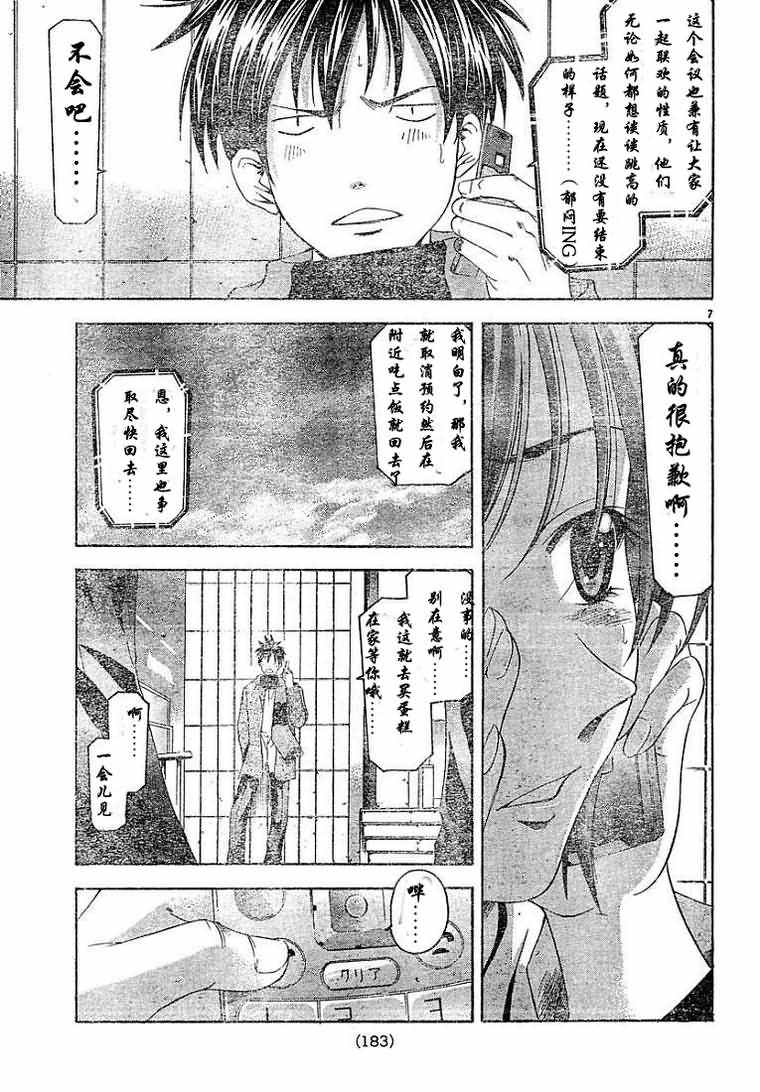 这个会议也兼有让大家
一起联欢的性质，他们
无论如何都想谈谈跳高的
话题，现在还没有要结束
的样子………（郁闷ING）
不会吧……
7
真的很抱歉啊……
我明白了，那我
就取消预约然后在
附近吃点饭就回去了
恩，我这里也争
取尽快回去……
没事的……
别在意啊……
我这就去买蛋糕
在家等你哦……
啊……
一会儿见
哔……
クリア
1
2
3
(183)